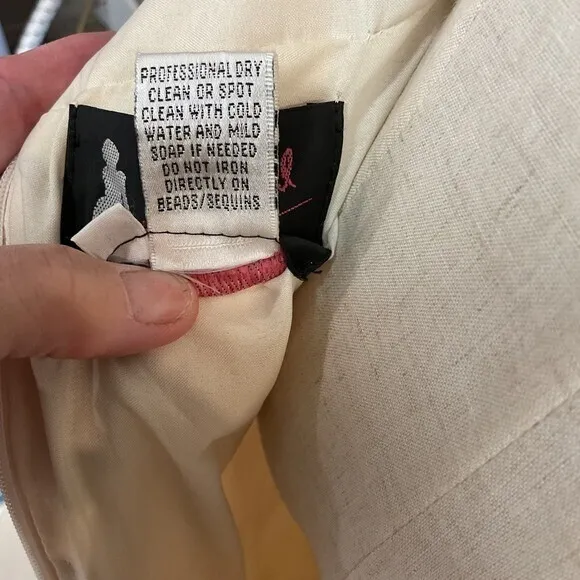 PROFESSIONAL DRY
CLEAN OR SPOT
CLEAN WITH COLD
WATER AND MILD
SOAP IF NEEDED
DO NOT IRON
DIRECTLY ON
BEADS/SEQUINS